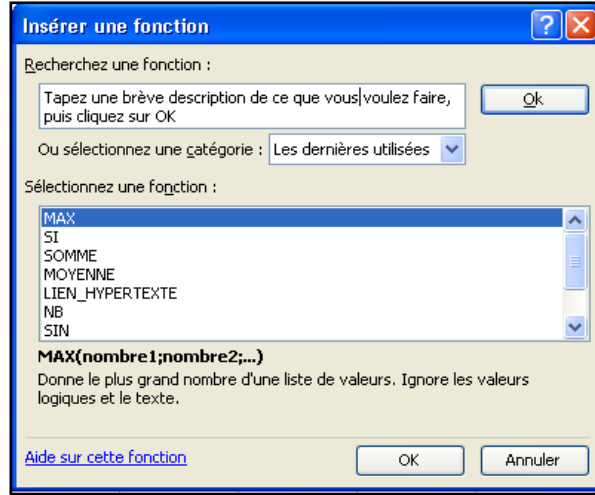 Insérer une fonction
Recherchez une fonction :
Tapez une brève description de ce que vous voulez faire,
puis cliquez sur OK
Ok
Ou sélectionnez une catégorie : Les dernières utilisées
Sélectionnez une fonction :
MAX
SI
SOMME
MOYENNE
LIEN_HYPERTEXTE
NB
SIN
MAX(nombre1;nombre2;...)
Donne le plus grand nombre d'une liste de valeurs. Ignore les valeurs
logiques et le texte.
Aide sur cette fonction
OK
Annuler